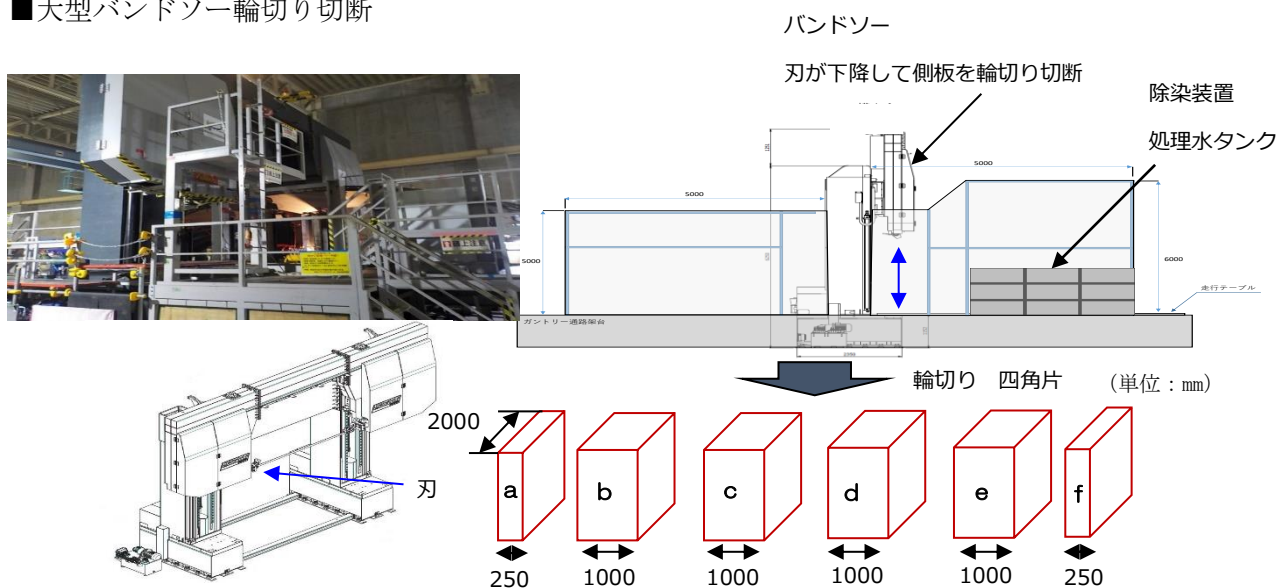 ■大型バンドソー輪切り切断
バンドソー
刃が下降して側板を輪切り切断
除染装置
処理水タンク
5000
5000
5000
6000
走行テーブル
ガントリー通路架台
輪切り 四角片 (単位:㎜)
2000
刃
a b c d e f
250 1000 1000 1000 1000 250